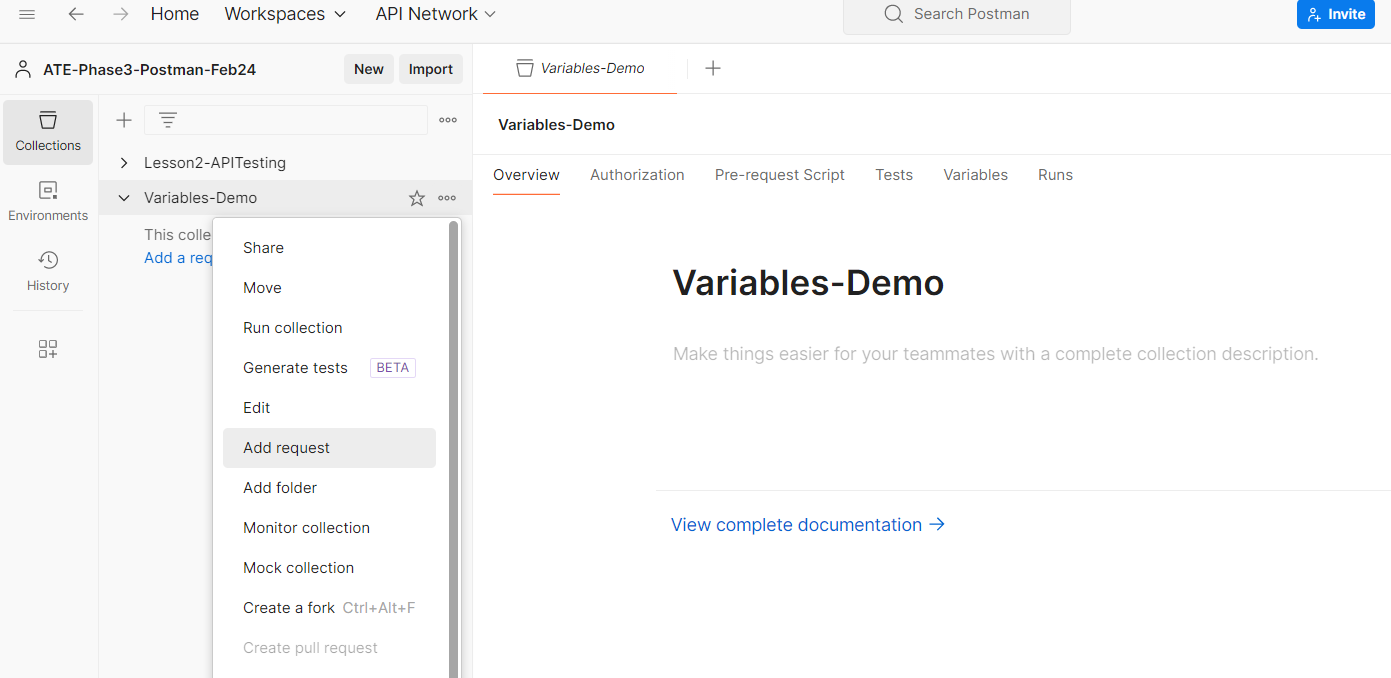 Home Workspaces API Network Search Postman Invite
ATE-Phase3-Postman-Feb24 New Import
Variables-Demo
Collections
Environments
History
Lesson2-APITesting
Variables-Demo
This colle
Add a req
Share
Move
Run collection
Generate tests BETA
Edit
Add request
Add folder
Monitor collection
Mock collection
Create a fork Ctrl+Alt+F
Create pull request
Variables-Demo
Overview Authorization Pre-request Script Tests Variables Runs
Variables-Demo
Make things easier for your teammates with a complete collection description.
View complete documentation →